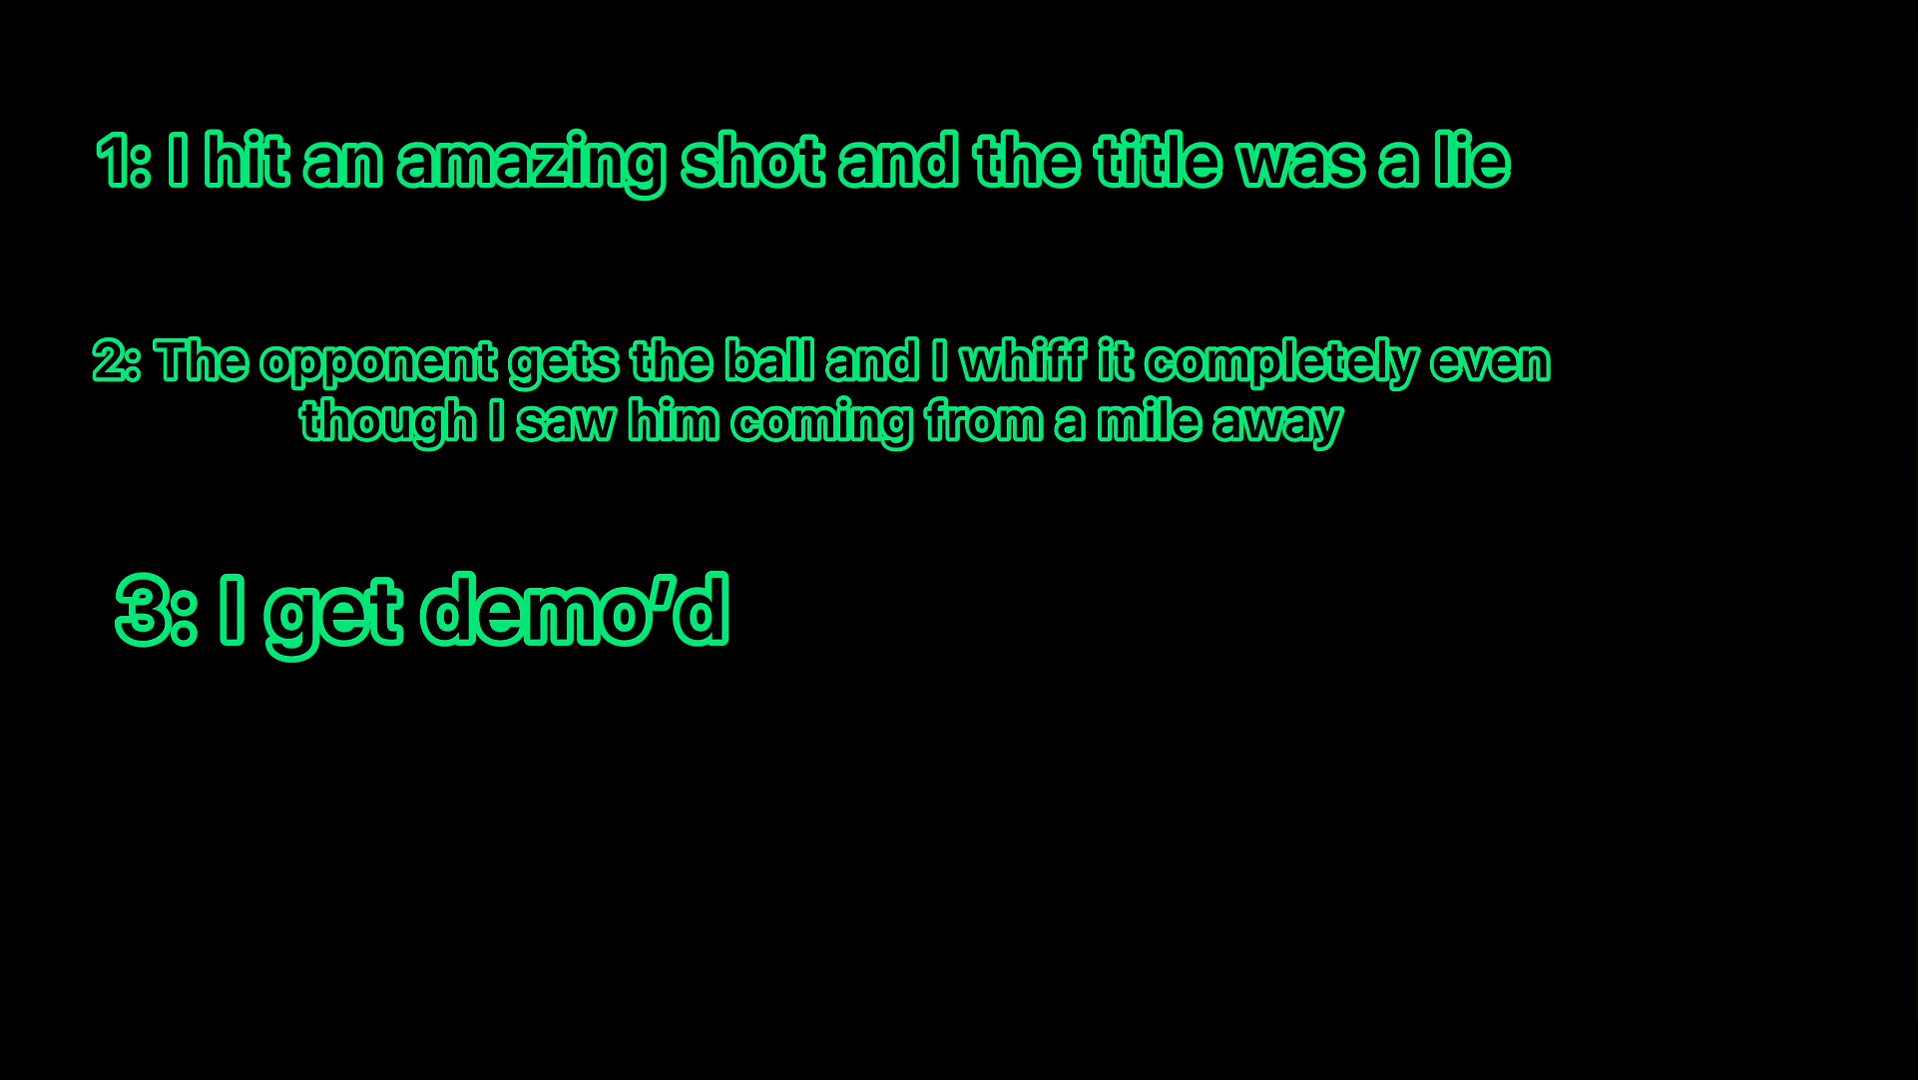 1: I hit an amazing shot and the title was a lie
2: The opponent gets the ball and I whiff it completely even
though I saw him coming from a mile away
3: I get demo’d